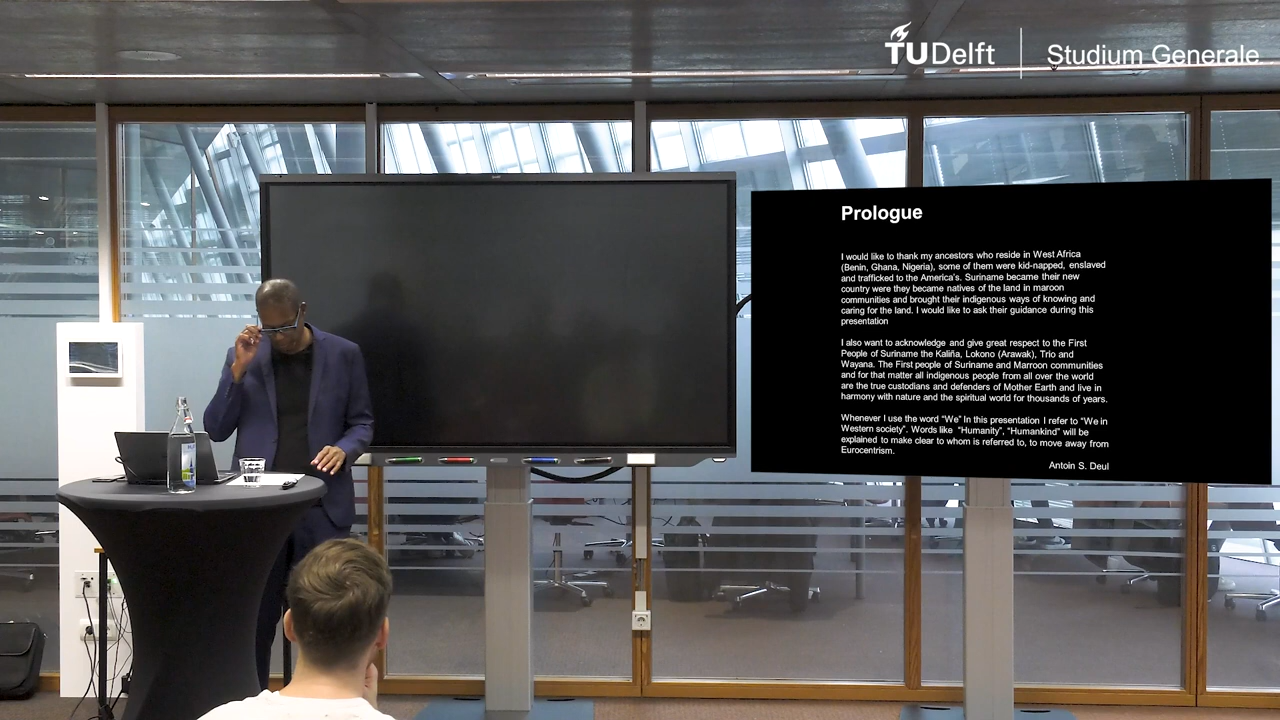 TUDelft | Studium Generale
Prologue
I would like to thank my ancestors who reside in West Africa
(Benin, Ghana, Nigeria), some of them were kid-napped, enslaved
and trafficked to the America's. Suriname became their new
country were they became natives of the land in maroon
communities and brought their indigenous ways of knowing and
caring for the land. I would like to ask their guidance during this
presentation
I also want to acknowledge and give great respect to the First
People of Suriname the Kaliña, Lokono (Arawak), Trio and
Wayana. The First people of Suriname and Marroon communities
and for that matter all indigenous people from all over the world
are the true custodians and defenders of Mother Earth and live in
harmony with nature and the spiritual world for thousands of years.
Whenever I use the word “We” In this presentation I refer to “We in
Western society”. Words like “Humanity”, “Humankind” will be
explained to make clear to whom is referred to, to move away from
Eurocentrism.
Antoin S. Deul